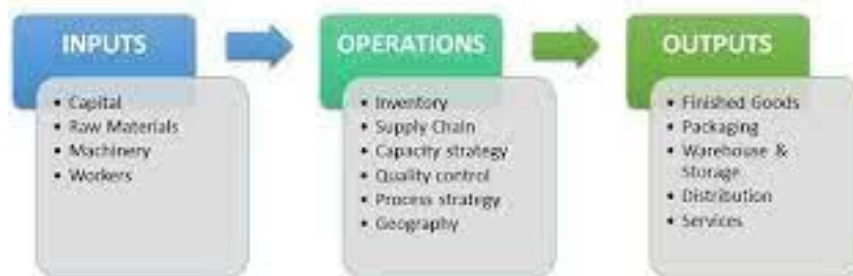 INPUTS
• Capital
• Raw Materials
• Machinery
• Workers
OPERATIONS
• Inventory
• Supply Chain
• Capacity strategy
• Quality control
• Process strategy
• Geography
OUTPUTS
• Finished Goods
• Packaging
• Warehouse &
Storage
• Distribution
• Services